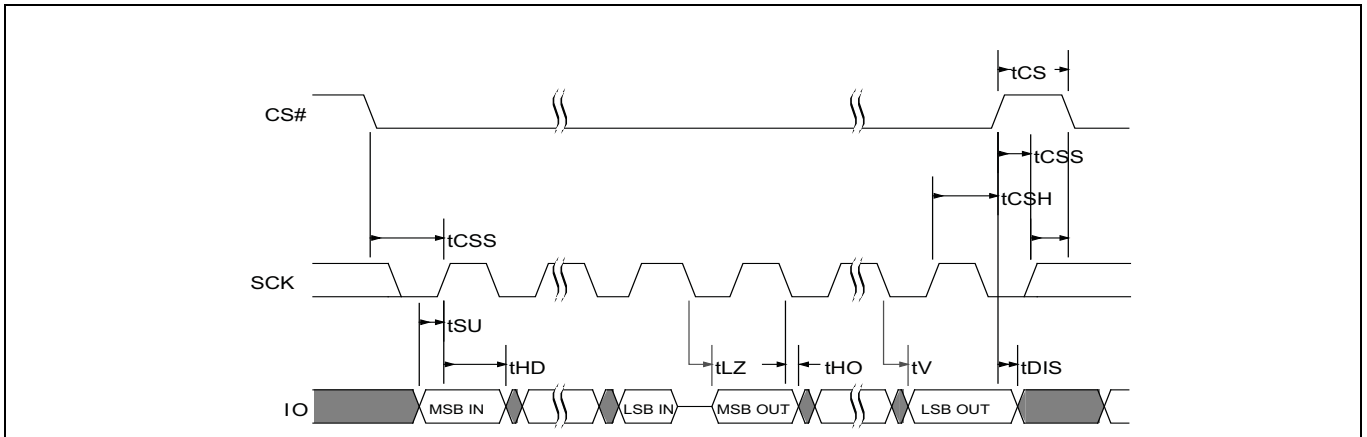 tCS
CS#
tCSS
tCSH
tCSS
SCK
tSU
tHD
tLZ
tHO
tV
tDIS
IO
MSB IN
LSB IN
MSB OUT
LSB OUT